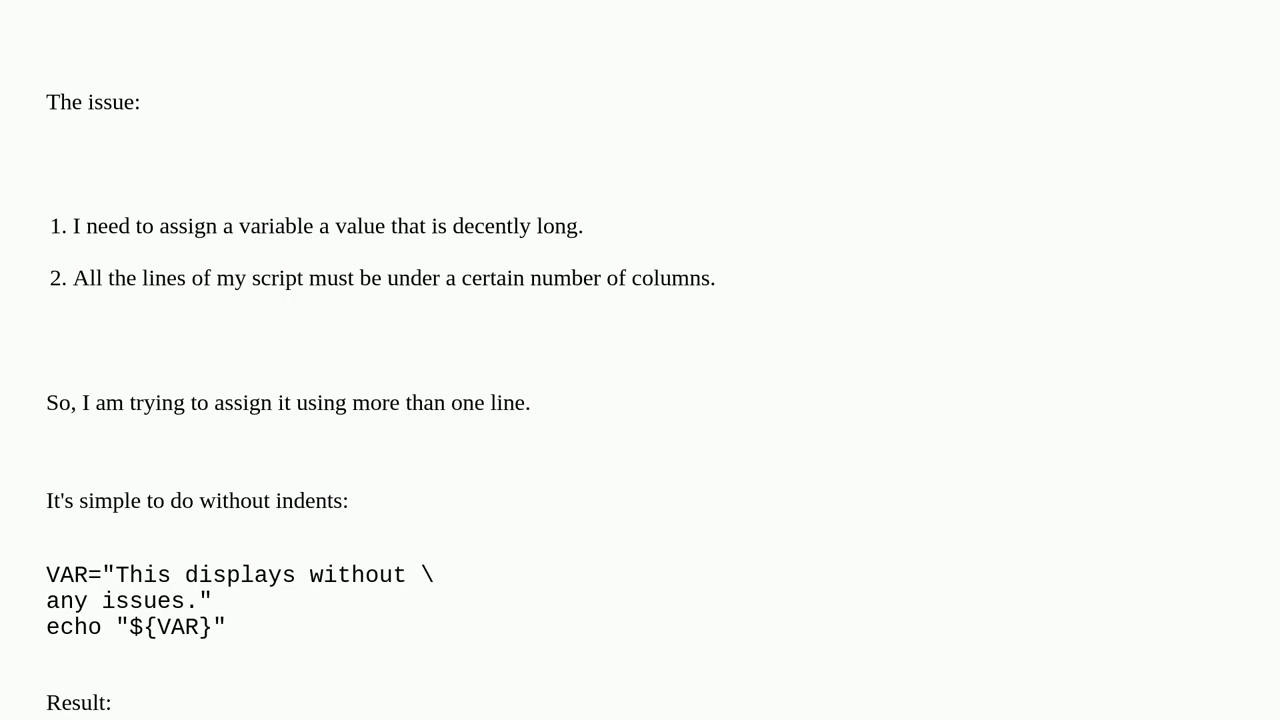 The issue:
1. I need to assign a variable a value that is decently long.
2. All the lines of my script must be under a certain number of columns.
So, I am trying to assign it using more than one line.
It's simple to do without indents:
VAR="This displays without \
any issues."
echo "${VAR}"
Result: